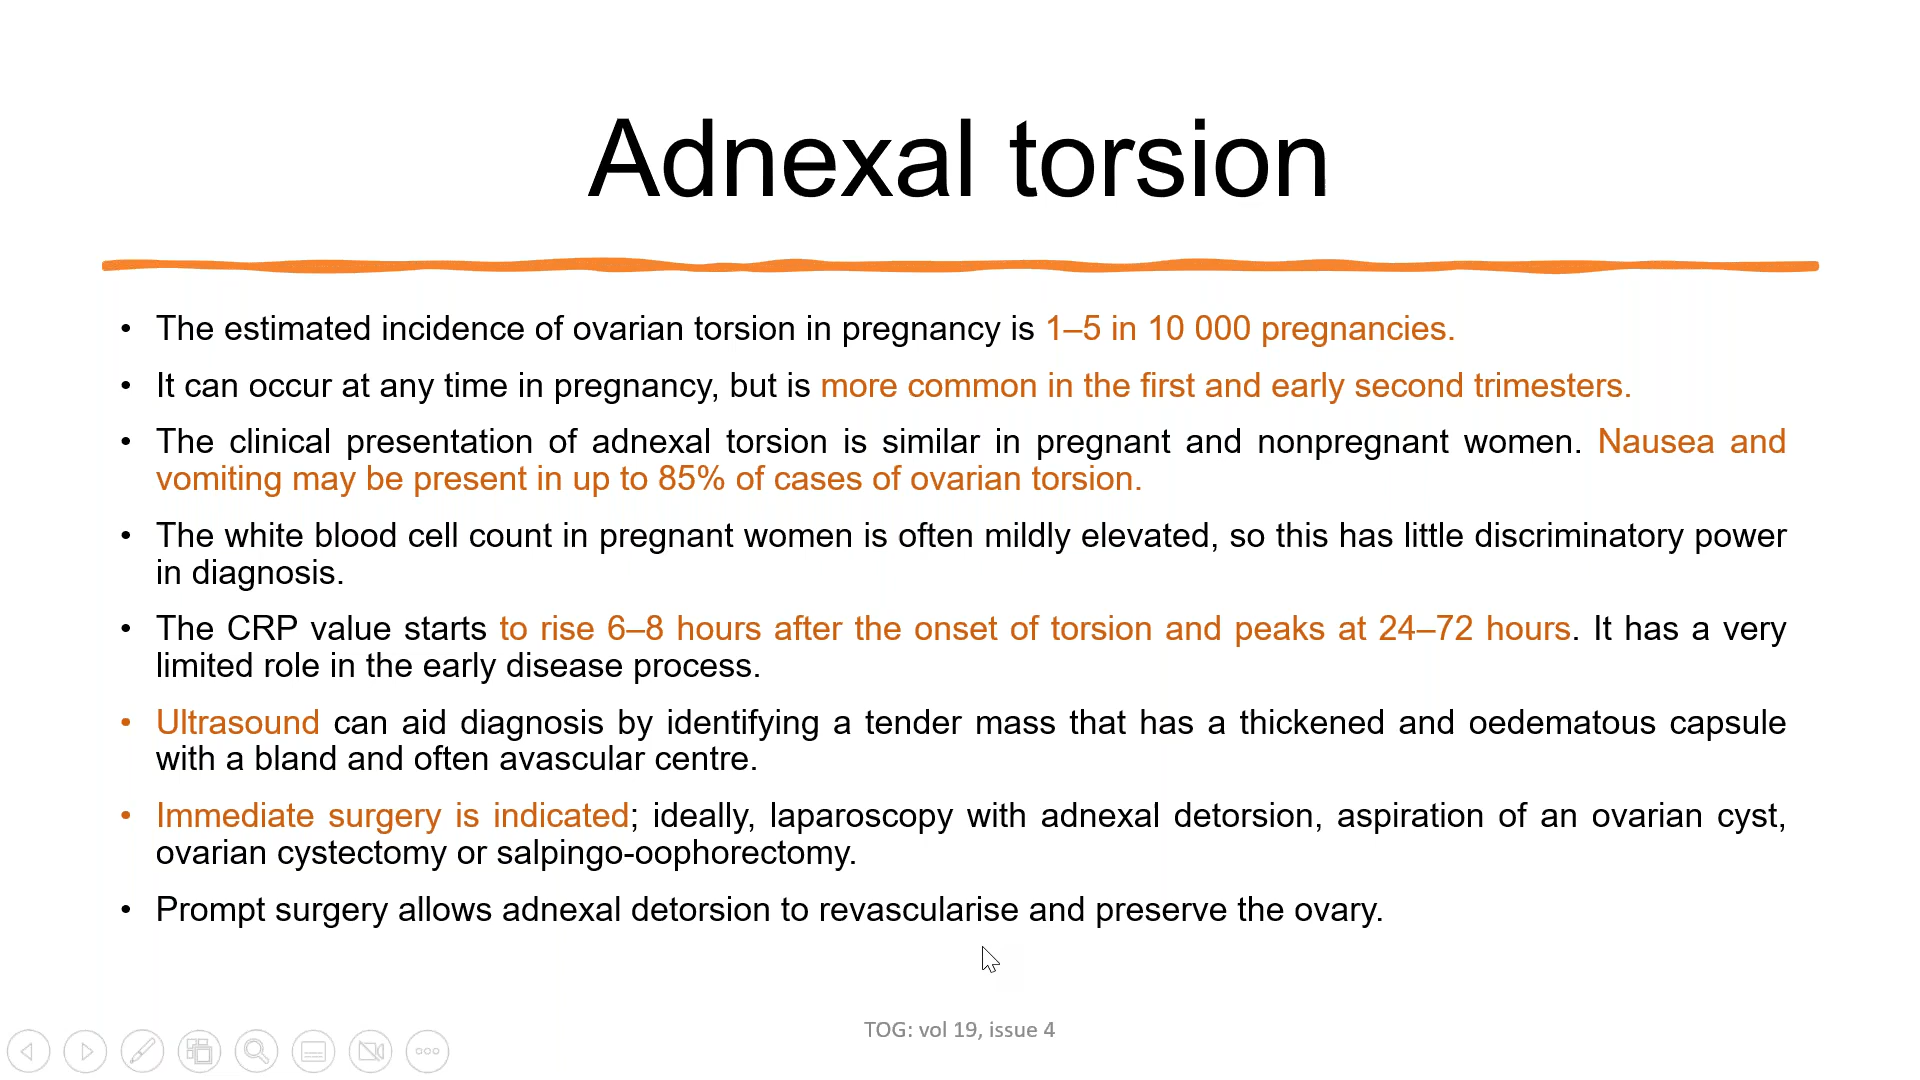 Adnexal torsion
• The estimated incidence of ovarian torsion in pregnancy is 1–5 in 10 000 pregnancies.
• It can occur at any time in pregnancy, but is more common in the first and early second trimesters.
• The clinical presentation of adnexal torsion is similar in pregnant and nonpregnant women. Nausea and
vomiting may be present in up to 85% of cases of ovarian torsion.
• The white blood cell count in pregnant women is often mildly elevated, so this has little discriminatory power
in diagnosis.
• The CRP value starts to rise 6–8 hours after the onset of torsion and peaks at 24–72 hours. It has a very
limited role in the early disease process.
• Ultrasound can aid diagnosis by identifying a tender mass that has a thickened and oedematous capsule
with a bland and often avascular centre.
• Immediate surgery is indicated; ideally, laparoscopy with adnexal detorsion, aspiration of an ovarian cyst,
ovarian cystectomy or salpingo-oophorectomy.
• Prompt surgery allows adnexal detorsion to revascularise and preserve the ovary.
TOG: vol 19, issue 4